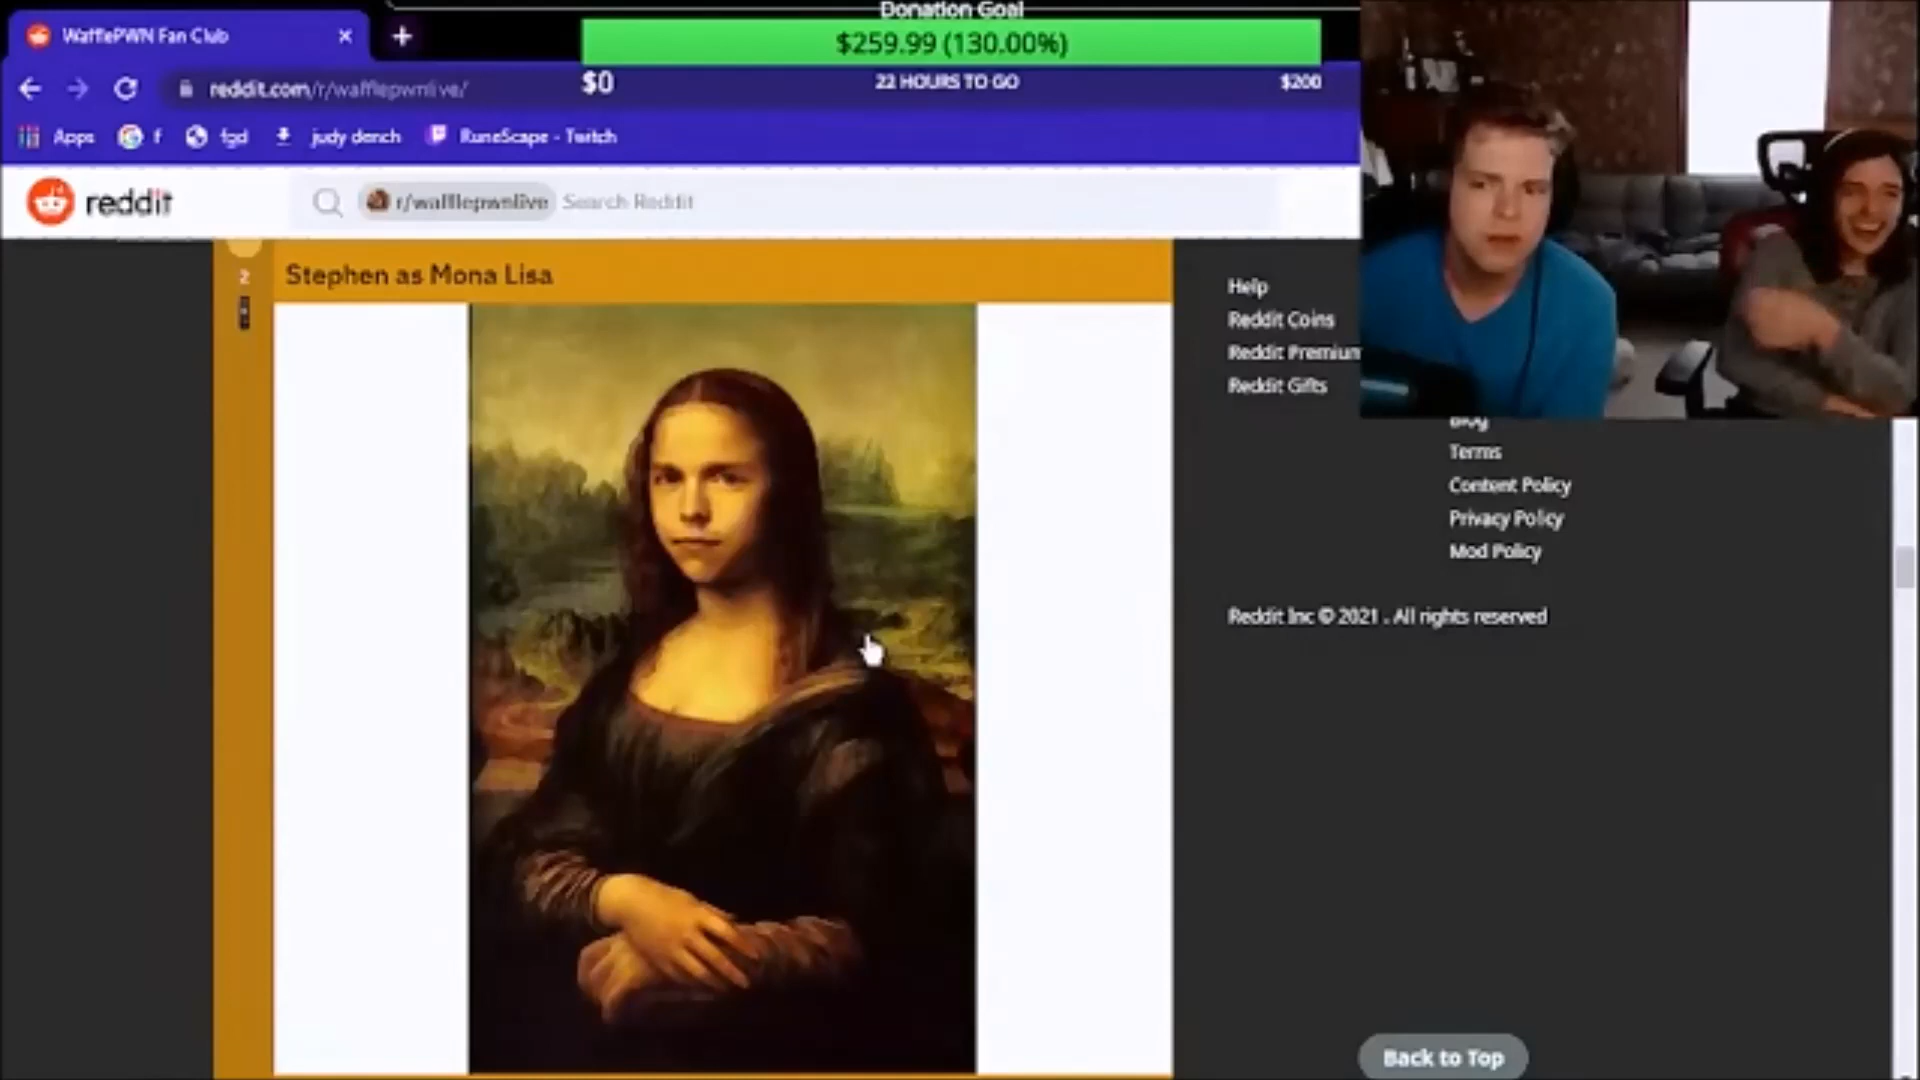 Donation Goal
$259.99 (130.00%)
$0
22 HOURS TO GO
$200
WafflePWN Fan Club
reddit.com/r/wafflepwnlive/
Apps
f
fgd
judy dench
RuneScape - Twitch
reddit
r/wafflepwnlive
Search Reddit
2
Stephen as Mona Lisa
Help
Reddit Coins
Reddit Premium
Reddit Gifts
Blog
Terms
Content Policy
Privacy Policy
Mod Policy
Reddit Inc © 2021 . All rights reserved
Back to Top